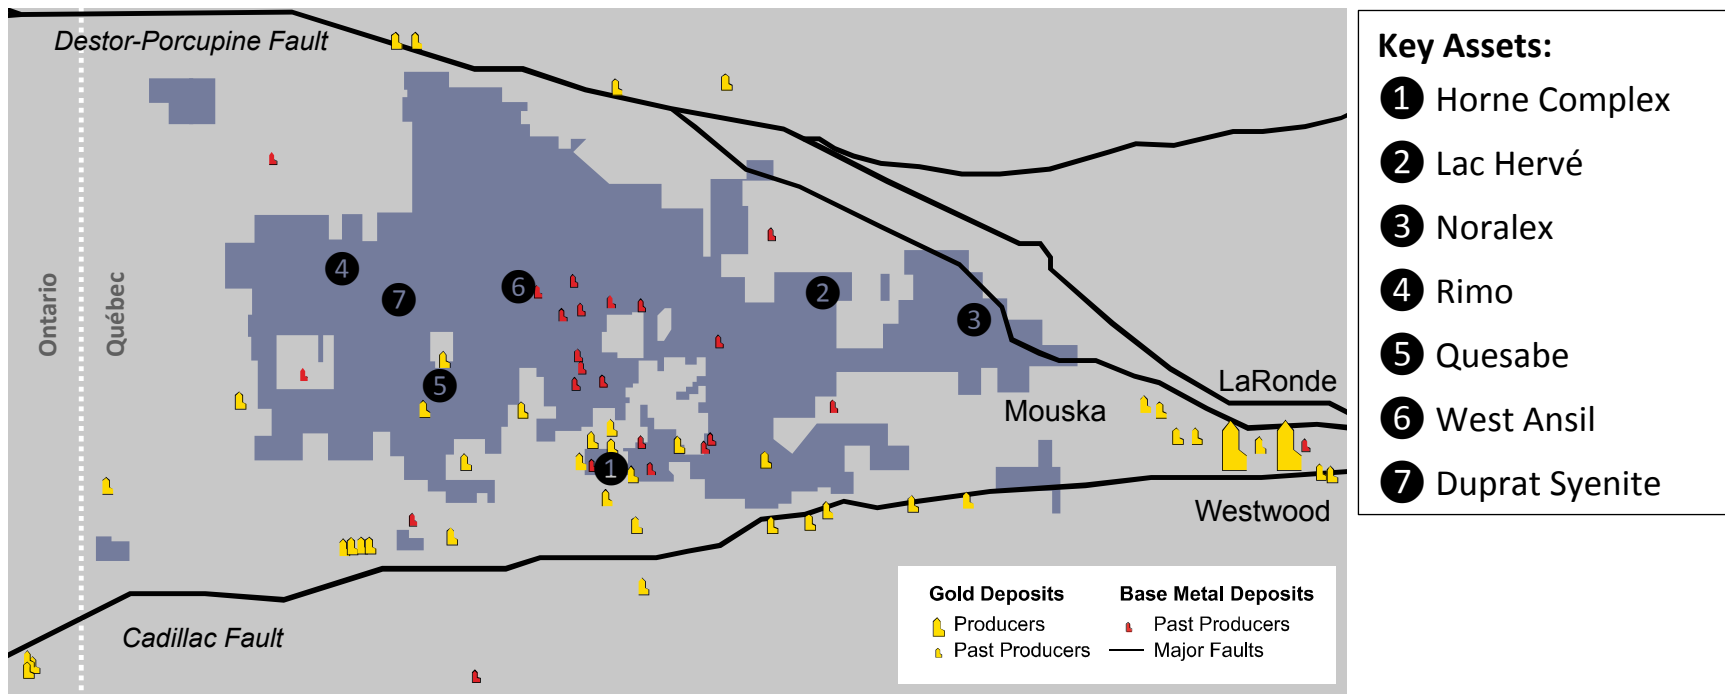 Destor-Porcupine Fault
Ontario
Québec
4
7
6
2
3
5
1
LaRonde
Mouska
Westwood
Cadillac Fault
Gold Deposits
Producers
Past Producers
Base Metal Deposits
Past Producers
Major Faults
Key Assets:
1 Horne Complex
2 Lac Hervé
3 Noralex
4 Rimo
5 Quesabe
6 West Ansil
7 Duprat Syenite